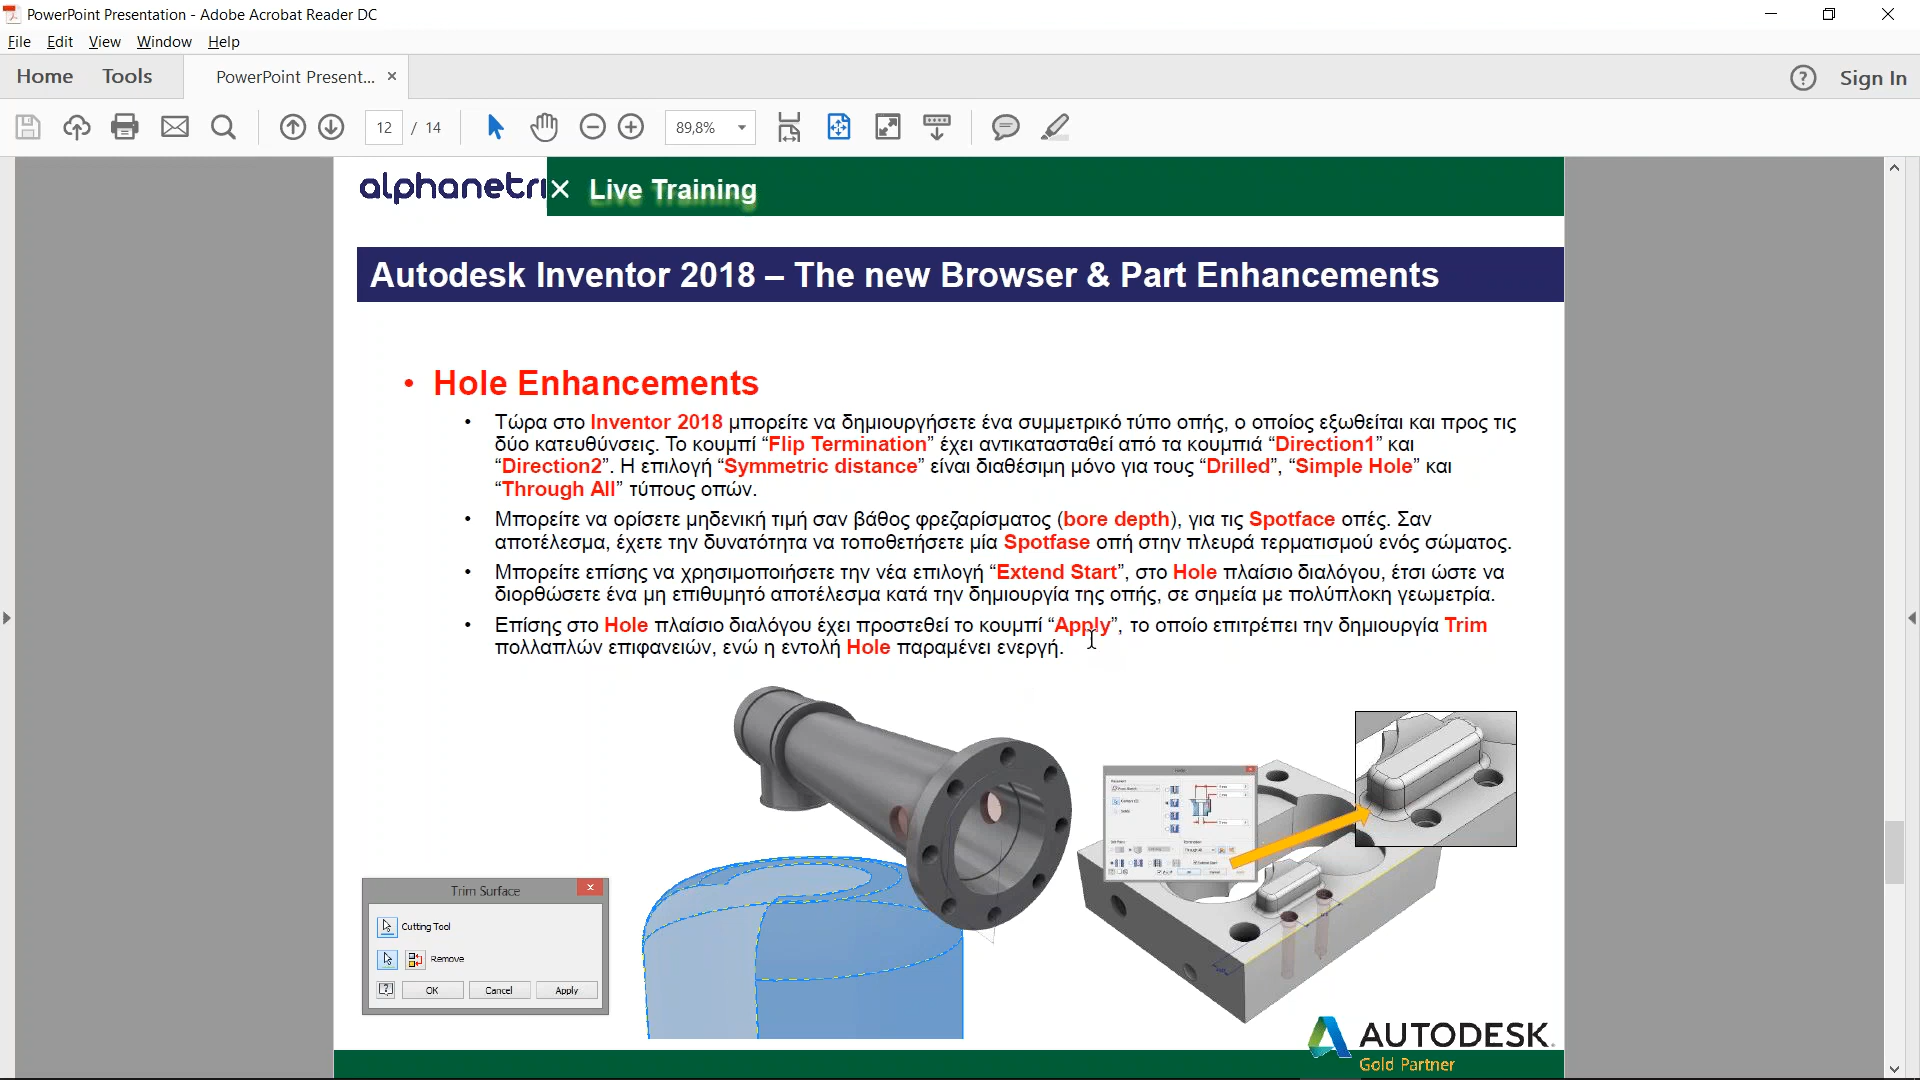 PowerPoint Presentation - Adobe Acrobat Reader DC
File Edit View Window Help
Home Tools PowerPoint Present... Sign In
12 / 14 89,8%
alphanetrix Live Training
Autodesk Inventor 2018 – The new Browser & Part Enhancements
• Hole Enhancements
• Τώρα στο Inventor 2018 μπορείτε να δημιουργήσετε ένα συμμετρικό τύπο οπής, ο οποίος εξωθείται και προς τις
δύο κατευθύνσεις. Το κουμπί “Flip Termination” έχει αντικατασταθεί από τα κουμπιά “Direction1” και
“Direction2”. Η επιλογή “Symmetric distance” είναι διαθέσιμη μόνο για τους “Drilled”, “Simple Hole” και
“Through All” τύπους οπών.
• Μπορείτε να ορίσετε μηδενική τιμή σαν βάθος φρεζαρίσματος (bore depth), για τις Spotface οπές. Σαν
αποτέλεσμα, έχετε την δυνατότητα να τοποθετήσετε μία Spotfase οπή στην πλευρά τερματισμού ενός σώματος.
• Μπορείτε επίσης να χρησιμοποιήσετε την νέα επιλογή “Extend Start”, στο Hole πλαίσιο διαλόγου, έτσι ώστε να
διορθώσετε ένα μη επιθυμητό αποτέλεσμα κατά την δημιουργία της οπής, σε σημεία με πολύπλοκη γεωμετρία.
• Επίσης στο Hole πλαίσιο διαλόγου έχει προστεθεί το κουμπί “Apply”, το οποίο επιτρέπει την δημιουργία Trim
πολλαπλών επιφανειών, ενώ η εντολή Hole παραμένει ενεργή.
Trim Surface
Cutting Tool
Remove
OK Cancel Apply
AUTODESK.
Gold Partner